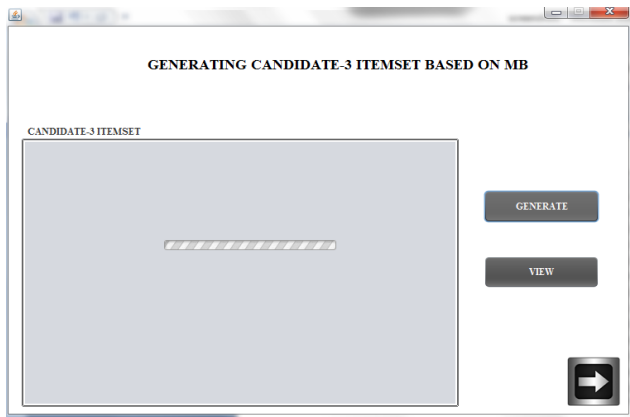 GENERATING CANDIDATE-3 ITEMSET BASED ON MB
CANDIDATE-3 ITEMSET
GENERATE
VIEW